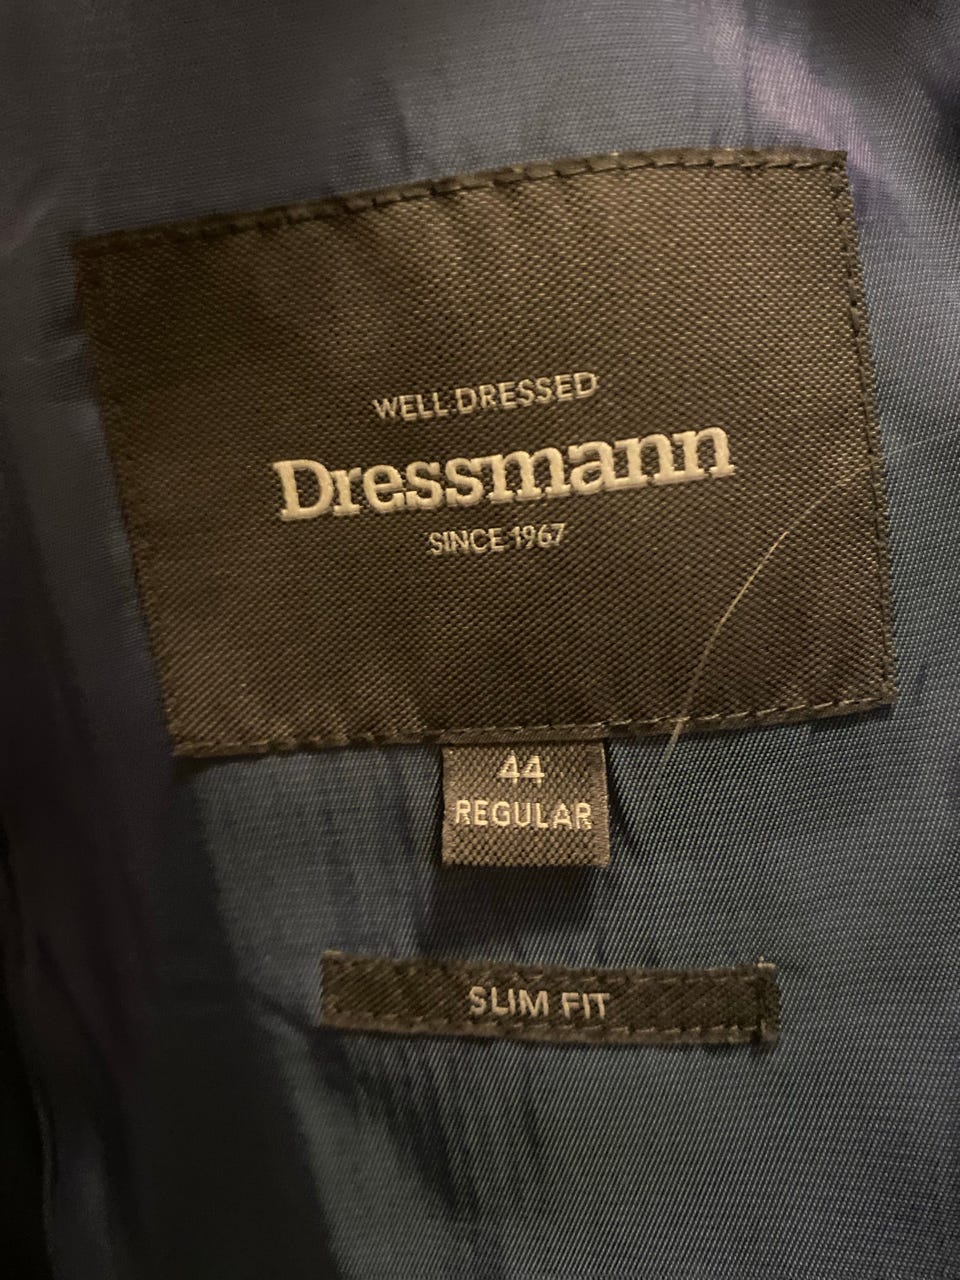 WELL DRESSED
Dressmann
SINCE 1967
44
REGULAR
SLIM FIT